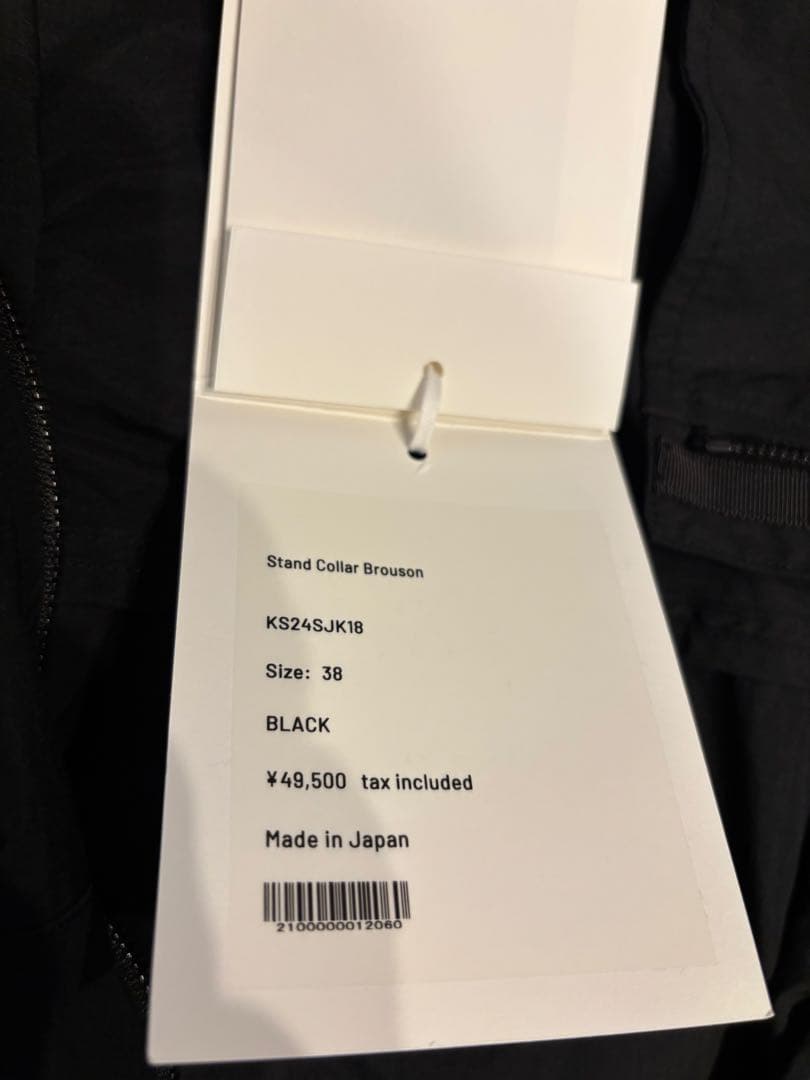 Stand Collar Brouson
KS24SJK18
Size: 38
BLACK
¥49,500 tax included
Made in Japan
2100000012060